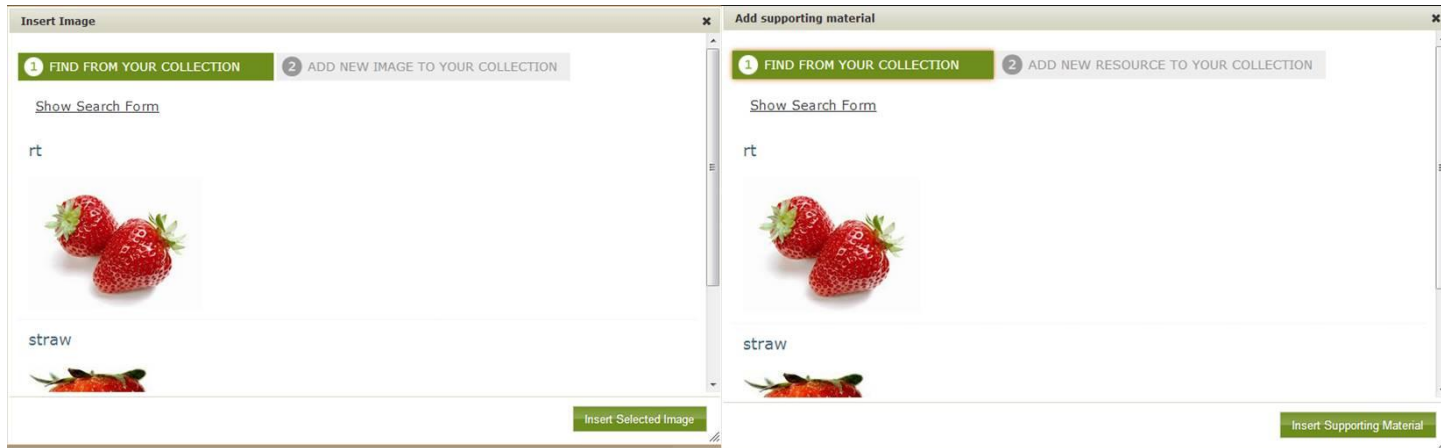 Insert Image
1 FIND FROM YOUR COLLECTION 2 ADD NEW IMAGE TO YOUR COLLECTION
Show Search Form
rt
straw
Insert Selected Image
Add supporting material
1 FIND FROM YOUR COLLECTION 2 ADD NEW RESOURCE TO YOUR COLLECTION
Show Search Form
rt
straw
Insert Supporting Material